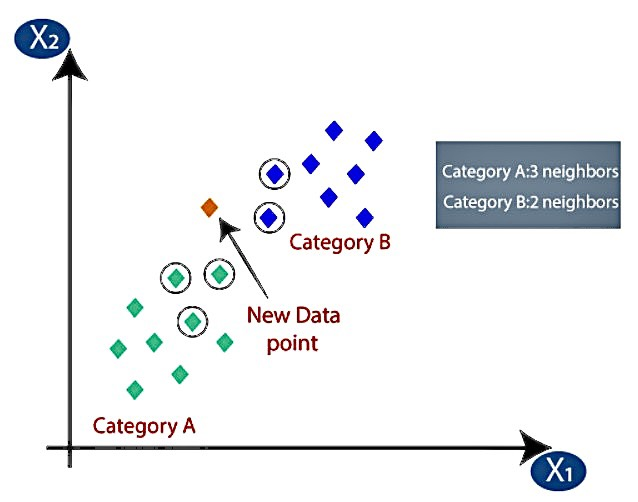 X2
Category A:3 neighbors
Category B:2 neighbors
Category B
New Data
point
Category A
X1